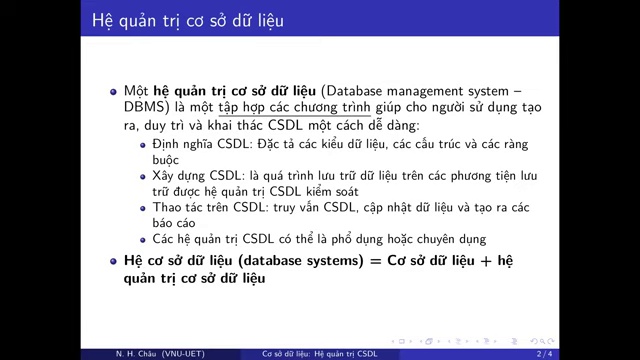 Hệ quản trị cơ sở dữ liệu
Một hệ quản trị cơ sở dữ liệu (Database management system –
DBMS) là một tập hợp các chương trình giúp cho người sử dụng tạo
ra, duy trì và khai thác CSDL một cách dễ dàng:
Định nghĩa CSDL: Đặc tả các kiểu dữ liệu, các cấu trúc và các ràng
buộc
Xây dựng CSDL: là quá trình lưu trữ dữ liệu trên các phương tiện lưu
trữ được hệ quản trị CSDL kiểm soát
Thao tác trên CSDL: truy vấn CSDL, cập nhật dữ liệu và tạo ra các
báo cáo
Các hệ quản trị CSDL có thể là phổ dụng hoặc chuyên dụng
Hệ cơ sở dữ liệu (database systems) = Cơ sở dữ liệu + hệ
quản trị cơ sở dữ liệu
N. H. Châu (VNU-UET) Cơ sở dữ liệu: Hệ quản trị CSDL 2 / 4